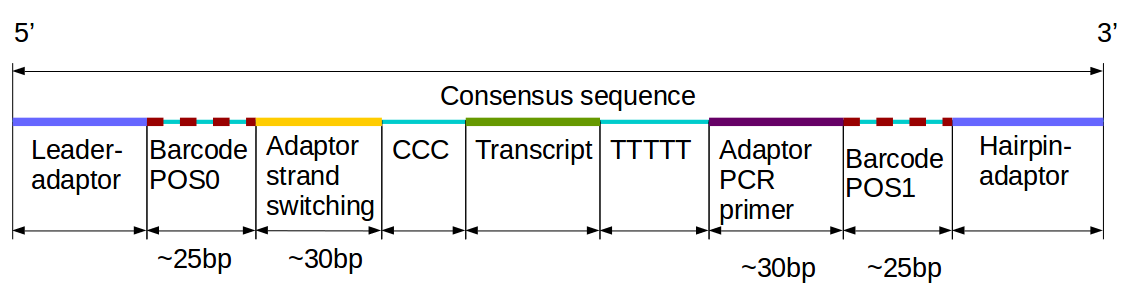 5’
3’
Consensus sequence
Leader-
adaptor
Barcode
POS0
Adaptor
strand
switching
CCC
Transcript
TTTTT
Adaptor
PCR
primer
Barcode
POS1
Hairpin-
adaptor
~25bp
~30bp
~30bp
~25bp